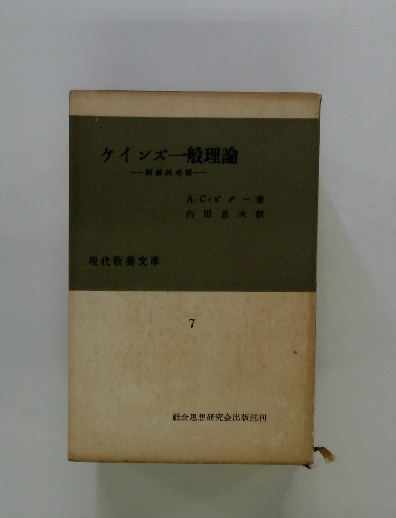 ケインズ一般理論
―回顧的考察―
A・C・ピグー著
内田忠夫訳
現代教養文庫
7
社会思想研究会出版部刊